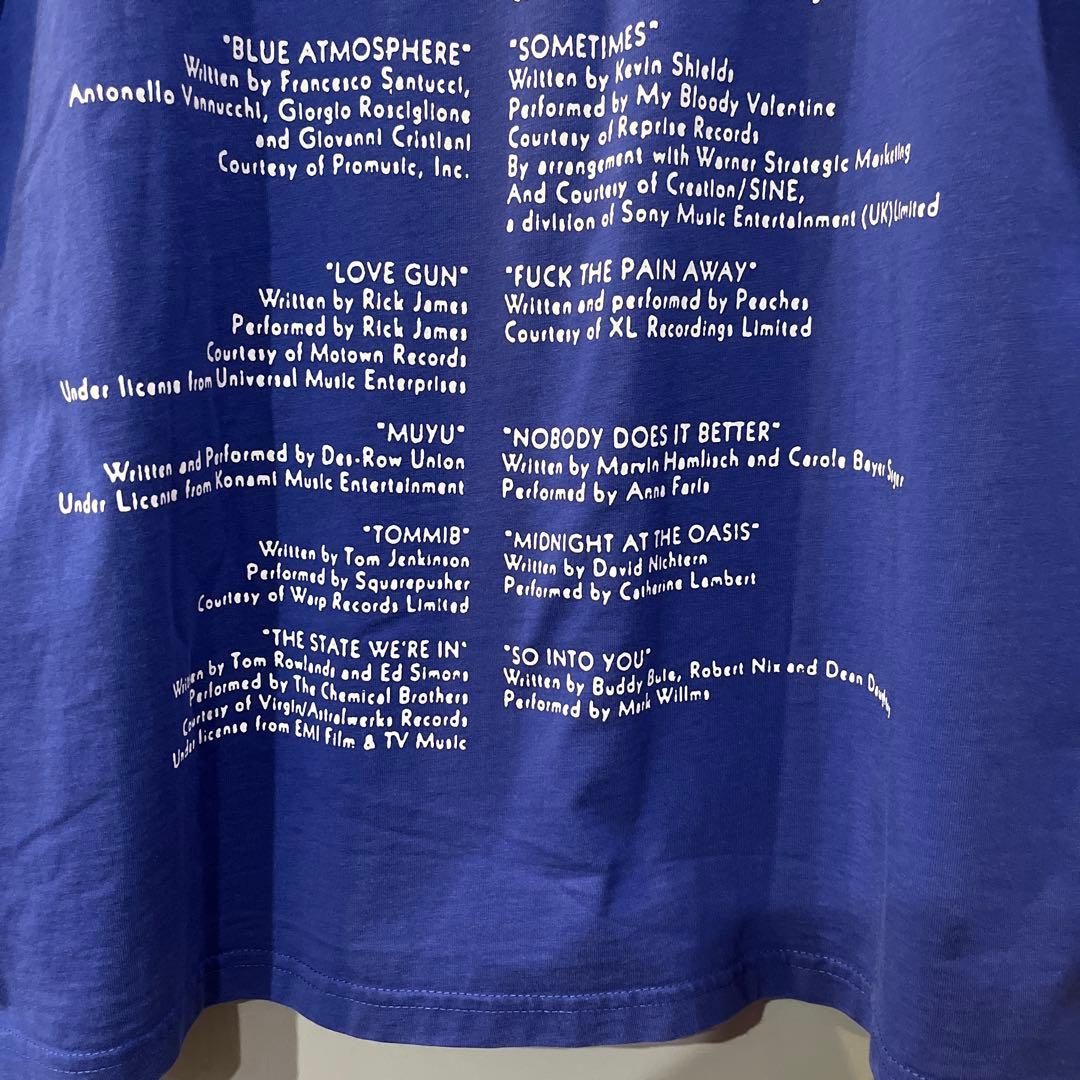 "BLUE ATMOSPHERE"
Written by Francesco Santucci,
Antonello Vannucchi, Giorgio Rosciglione
and Giovanni Cristiani
Courtesy of Promusic, Inc.
"LOVE GUN"
Written by Rick James
Performed by Rick James
Courtesy of Motown Records
Under license from Universal Music Enterprises
"MUYU"
Written and Performed by Des-Row Union
Under License from Konami Music Entertainment
"TOMMIB"
Written by Tom Jenkinson
Performed by Squarepusher
Courtesy of Warp Records Limited
"THE STATE WE'RE IN"
Written by Tom Rowlands and Ed Simons
Performed by The Chemical Brothers
Courtesy of Virgin/Astralwerks Records
Under license from EMI Film & TV Music
"SOMETIMES"
Written by Kevin Shields
Performed by My Bloody Valentine
Courtesy of Reprise Records
By arrangement with Warner Strategic Marketing
And Courtesy of Creation/SINE,
a division of Sony Music Entertainment (UK) Limited
"FUCK THE PAIN AWAY"
Written and performed by Peaches
Courtesy of XL Recordings Limited
"NOBODY DOES IT BETTER"
Written by Marvin Hamlisch and Carole Bayer Sager
Performed by Anna Faris
"MIDNIGHT AT THE OASIS"
Written by David Nichtern
Performed by Catherine Lambert
"SO INTO YOU"
Written by Buddy Buie, Robert Nix and Dean
Performed by Mark Willms